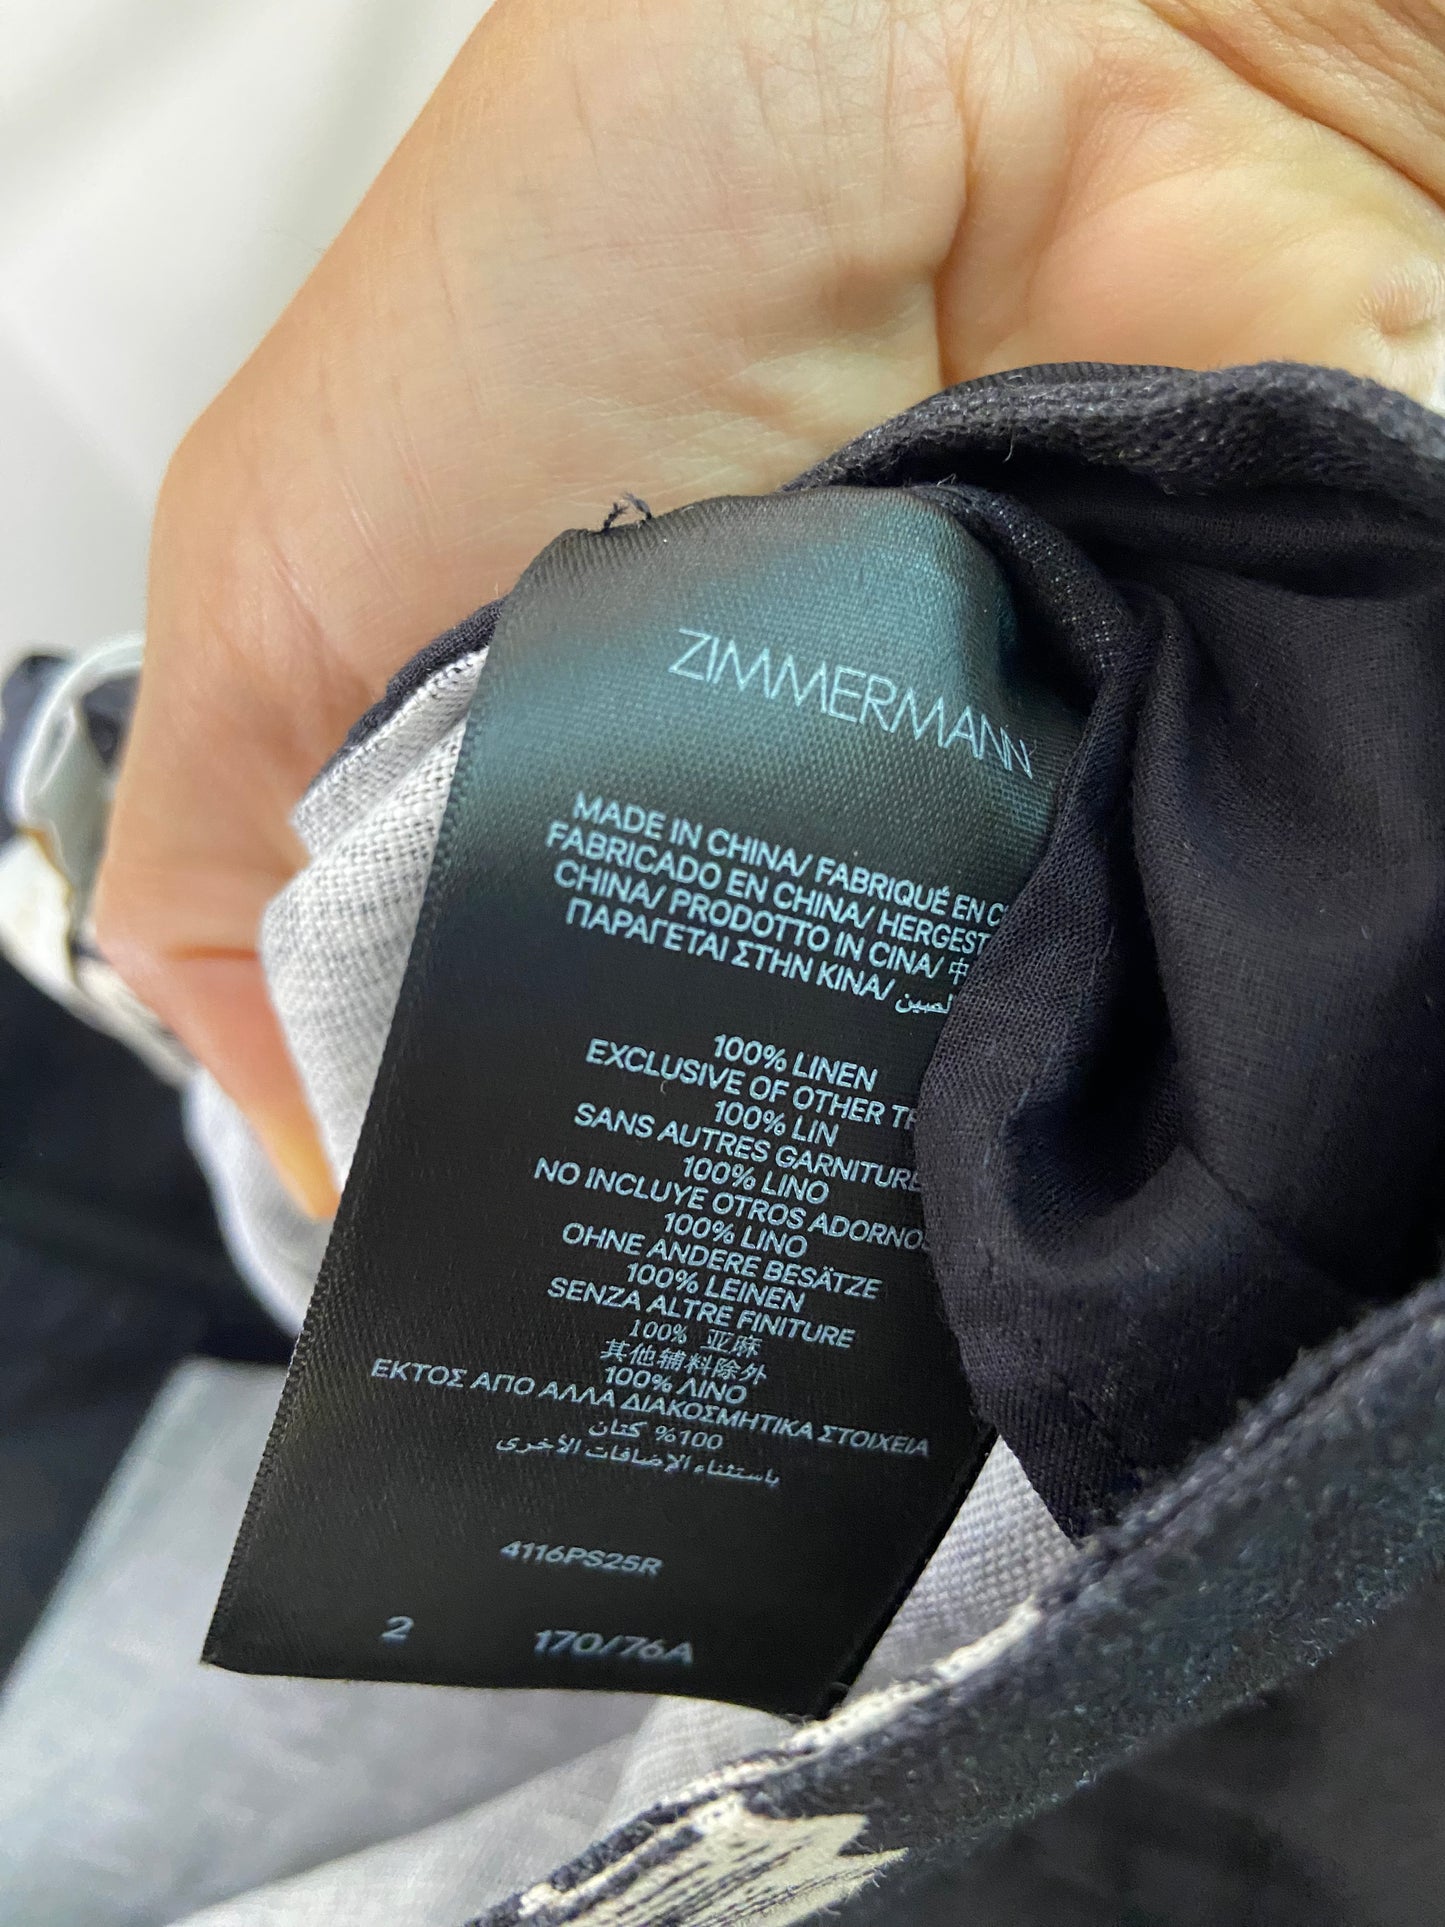 ZIMMERMANN
MADE IN CHINA/ FABRIQUÉ EN
FABRICADO EN CHINA/ HERGEST
CHINA/ PRODOTTO IN CINA/ 中
ΠΑΡΑΓΕΤΑΙ ΣΤΗΝ ΚΙΝΑ/ الصين
100% LINEN
EXCLUSIVE OF OTHER
100% LIN
SANS AUTRES GARNITURE
100% LINO
NO INCLUYE OTROS ADORNO
100% LINO
OHNE ANDERE BESÄTZE
100% LEINEN
SENZA ALTRE FINITURE
100% 亚麻
其他辅料除外
100% ΛΙΝΟ
ΕΚΤΟΣ ΑΠΟ ΑΛΛΑ ΔΙΑΚΟΣΜΗΤΙΚΑ ΣΤΟΙΧΕΙΑ
100% كتان
باستثناء الإضافات الأخرى
4116PS25R
2 170/76A